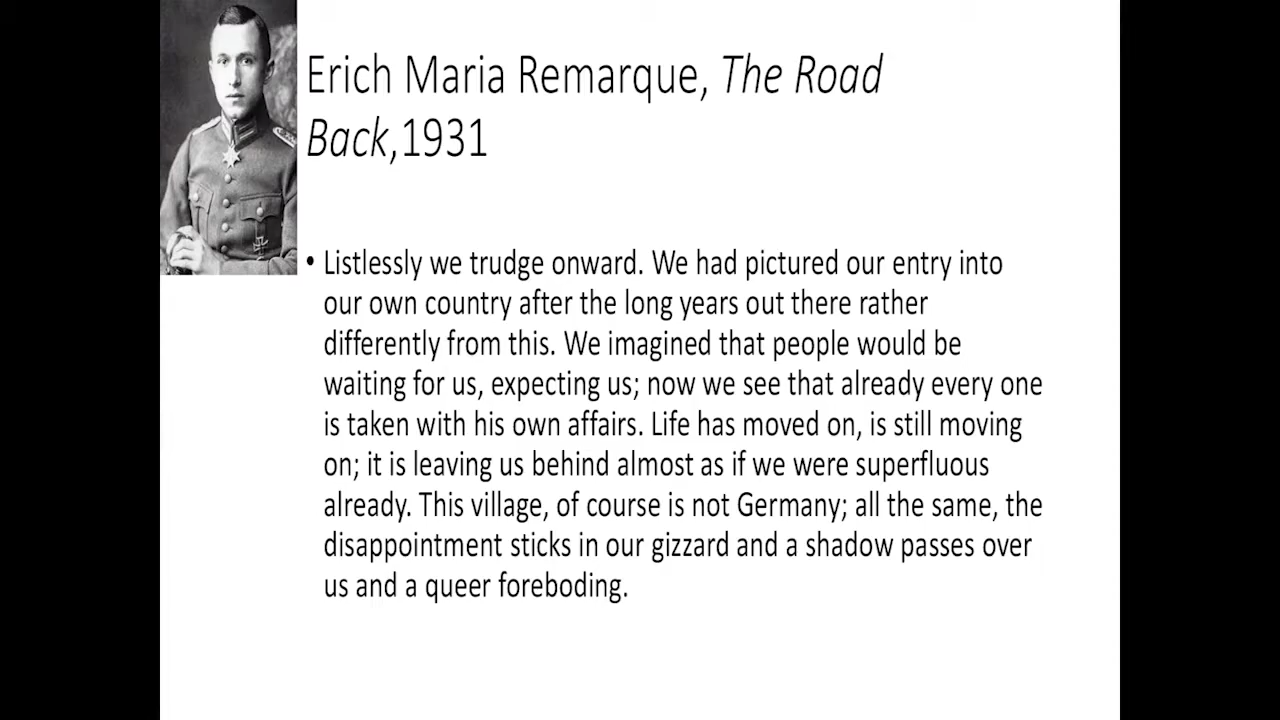 Erich Maria Remarque, The Road
Back,1931
• Listlessly we trudge onward. We had pictured our entry into
our own country after the long years out there rather
differently from this. We imagined that people would be
waiting for us, expecting us; now we see that already every one
is taken with his own affairs. Life has moved on, is still moving
on; it is leaving us behind almost as if we were superfluous
already. This village, of course is not Germany; all the same, the
disappointment sticks in our gizzard and a shadow passes over
us and a queer foreboding.